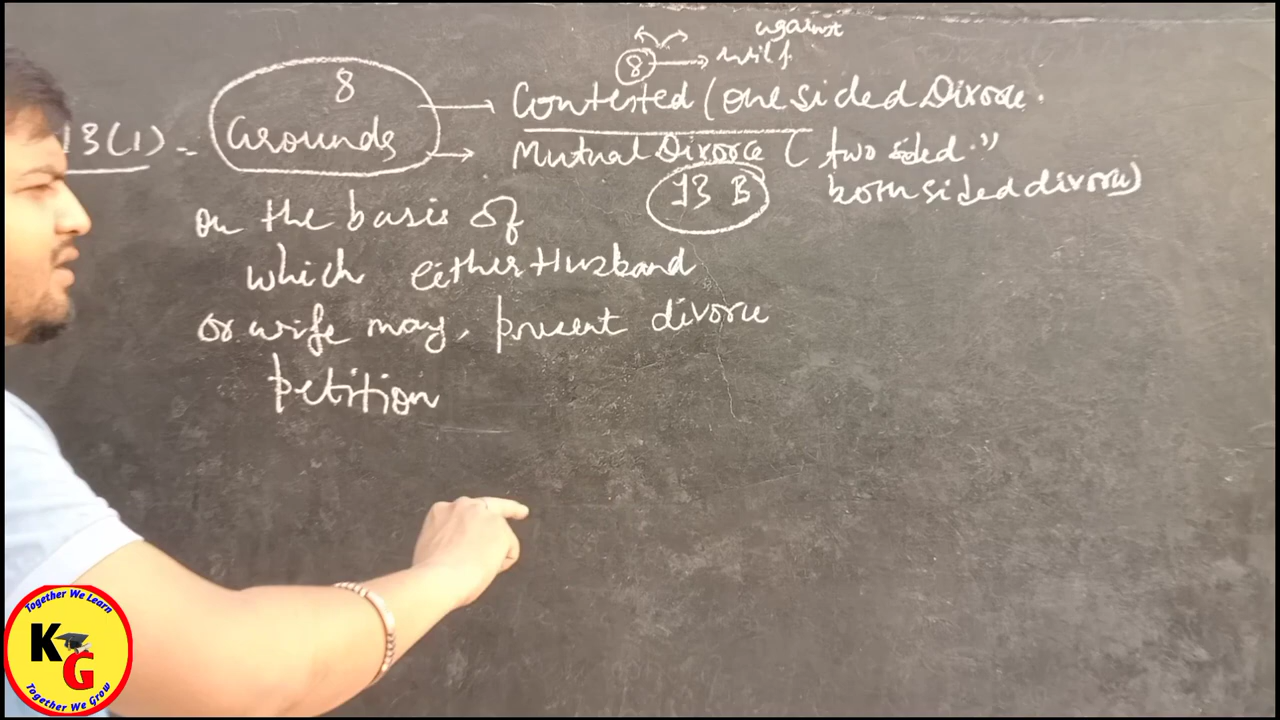 against
8 → wilf
8
Contested (One sided Divorce.
13(1) -
Grounds
Mutual Divorce ( two sided "
13 B
both sided divorce)
on the basis of
which either Husband
or wife may, present divorce
petition
Together We Learn
KG
Together We Grow